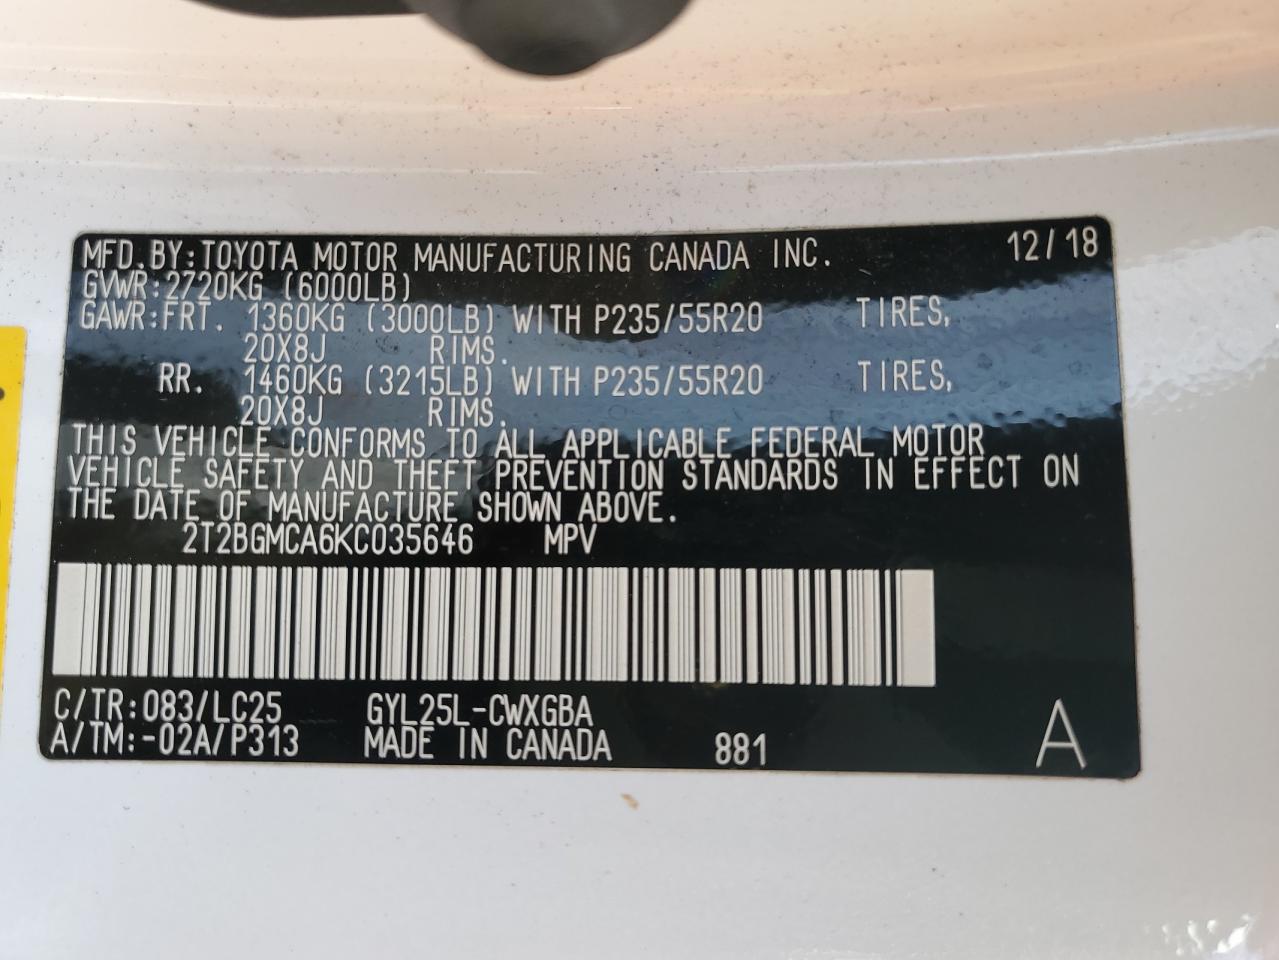 MFD.BY:TOYOTA MOTOR MANUFACTURING CANADA INC. 12/18
GVWR:2720KG (6000LB)
GAWR:FRT. 1360KG (3000LB) WITH P235/55R20 TIRES,
20X8J RIMS.
RR. 1460KG (3215LB) WITH P235/55R20 TIRES,
20X8J RIMS.
THIS VEHICLE CONFORMS TO ALL APPLICABLE FEDERAL MOTOR
VEHICLE SAFETY AND THEFT PREVENTION STANDARDS IN EFFECT ON
THE DATE OF MANUFACTURE SHOWN ABOVE.
2T2BGMCA6KC035646 MPV
C/TR:083/LC25 GYL25L-CWXGBA
A/TM:-02A/P313 MADE IN CANADA 881 A